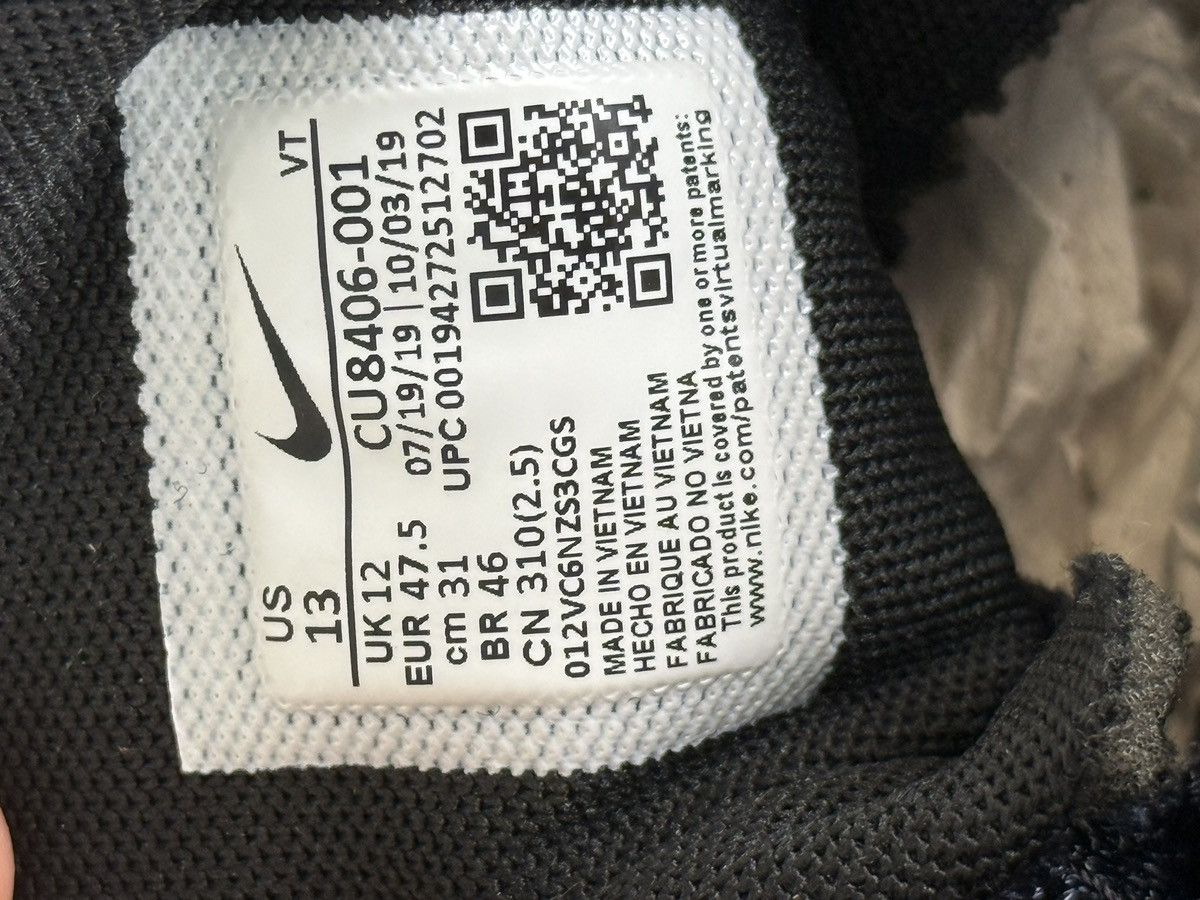 US
13
VT
UK 12
CU8406-001
EUR 47.5
07/19/19 | 10/03/19
cm 31
UPC 00194272512702
BR 46
CN 310(2.5)
012VC6NZS3CGS
MADE IN VIETNAM
HECHO EN VIETNAM
FABRIQUE AU VIETNAM
FABRICADO NO VIETNA
This product is covered by one or more patents:
www.nike.com/patentsvirtualmarking